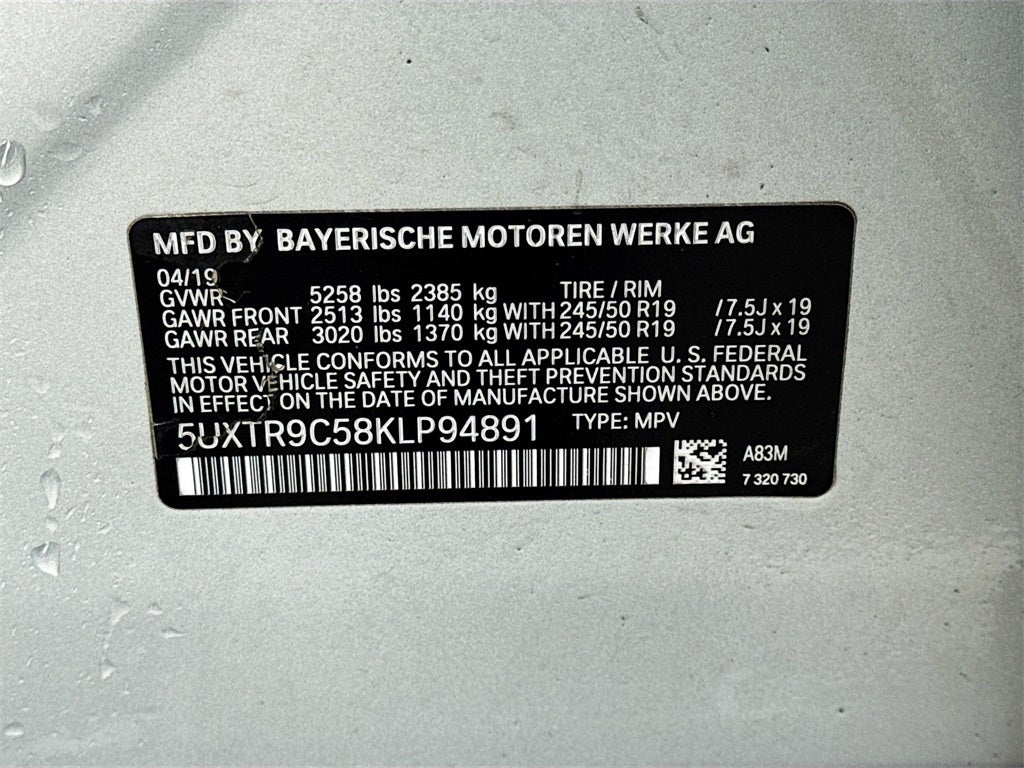 MFD BY BAYERISCHE MOTOREN WERKE AG
04/19
GVWR 5258 lbs 2385 kg TIRE / RIM
GAWR FRONT 2513 lbs 1140 kg WITH 245/50 R19 /7.5J x 19
GAWR REAR 3020 lbs 1370 kg WITH 245/50 R19 /7.5J x 19
THIS VEHICLE CONFORMS TO ALL APPLICABLE U. S. FEDERAL
MOTOR VEHICLE SAFETY AND THEFT PREVENTION STANDARDS
IN EFFECT ON THE DATE OF MANUFACTURE SHOWN ABOVE.
5UXTR9C58KLP94891 TYPE: MPV
A83M
7 320 730